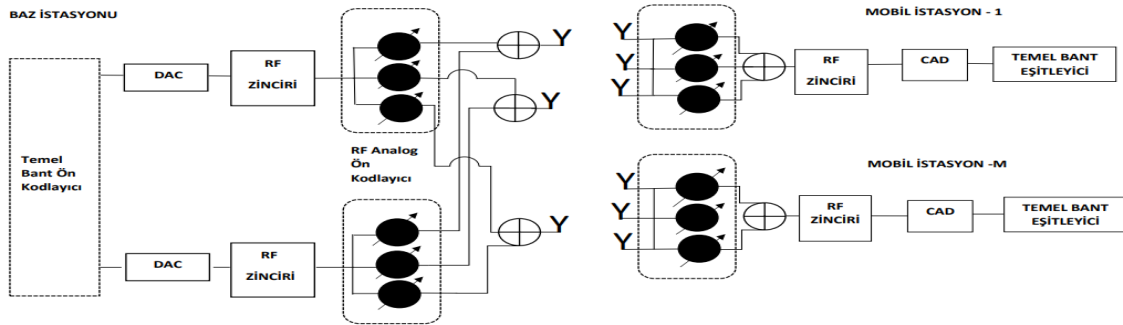 BAZ İSTASYONU
Temel
Bant Ön
Kodlayıcı
DAC
RF
ZİNCİRİ
DAC
RF
ZİNCİRİ
RF Analog
Ön
Kodlayıcı
MOBİL İSTASYON - 1
RF
ZİNCİRİ
CAD
TEMEL BANT
EŞİTLEYİCİ
MOBİL İSTASYON -M
RF
ZİNCİRİ
CAD
TEMEL BANT
EŞİTLEYİCİ